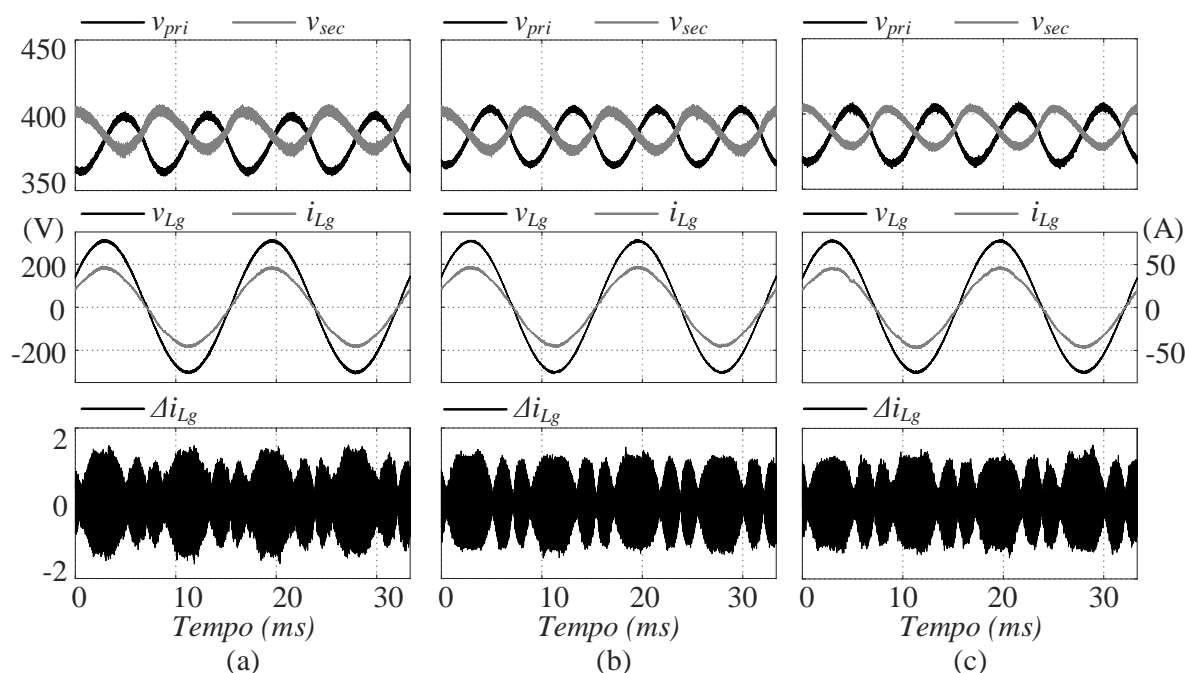 v_pri v_sec v_pri v_sec v_pri v_sec
450
400
350
v_Lg i_Lg v_Lg i_Lg v_Lg i_Lg
(V) (A)
200 50
0 0
-200 -50
Δi_Lg Δi_Lg Δi_Lg
2
0
-2
0 10 20 30 0 10 20 30 0 10 20 30
Tempo (ms) Tempo (ms) Tempo (ms)
(a) (b) (c)